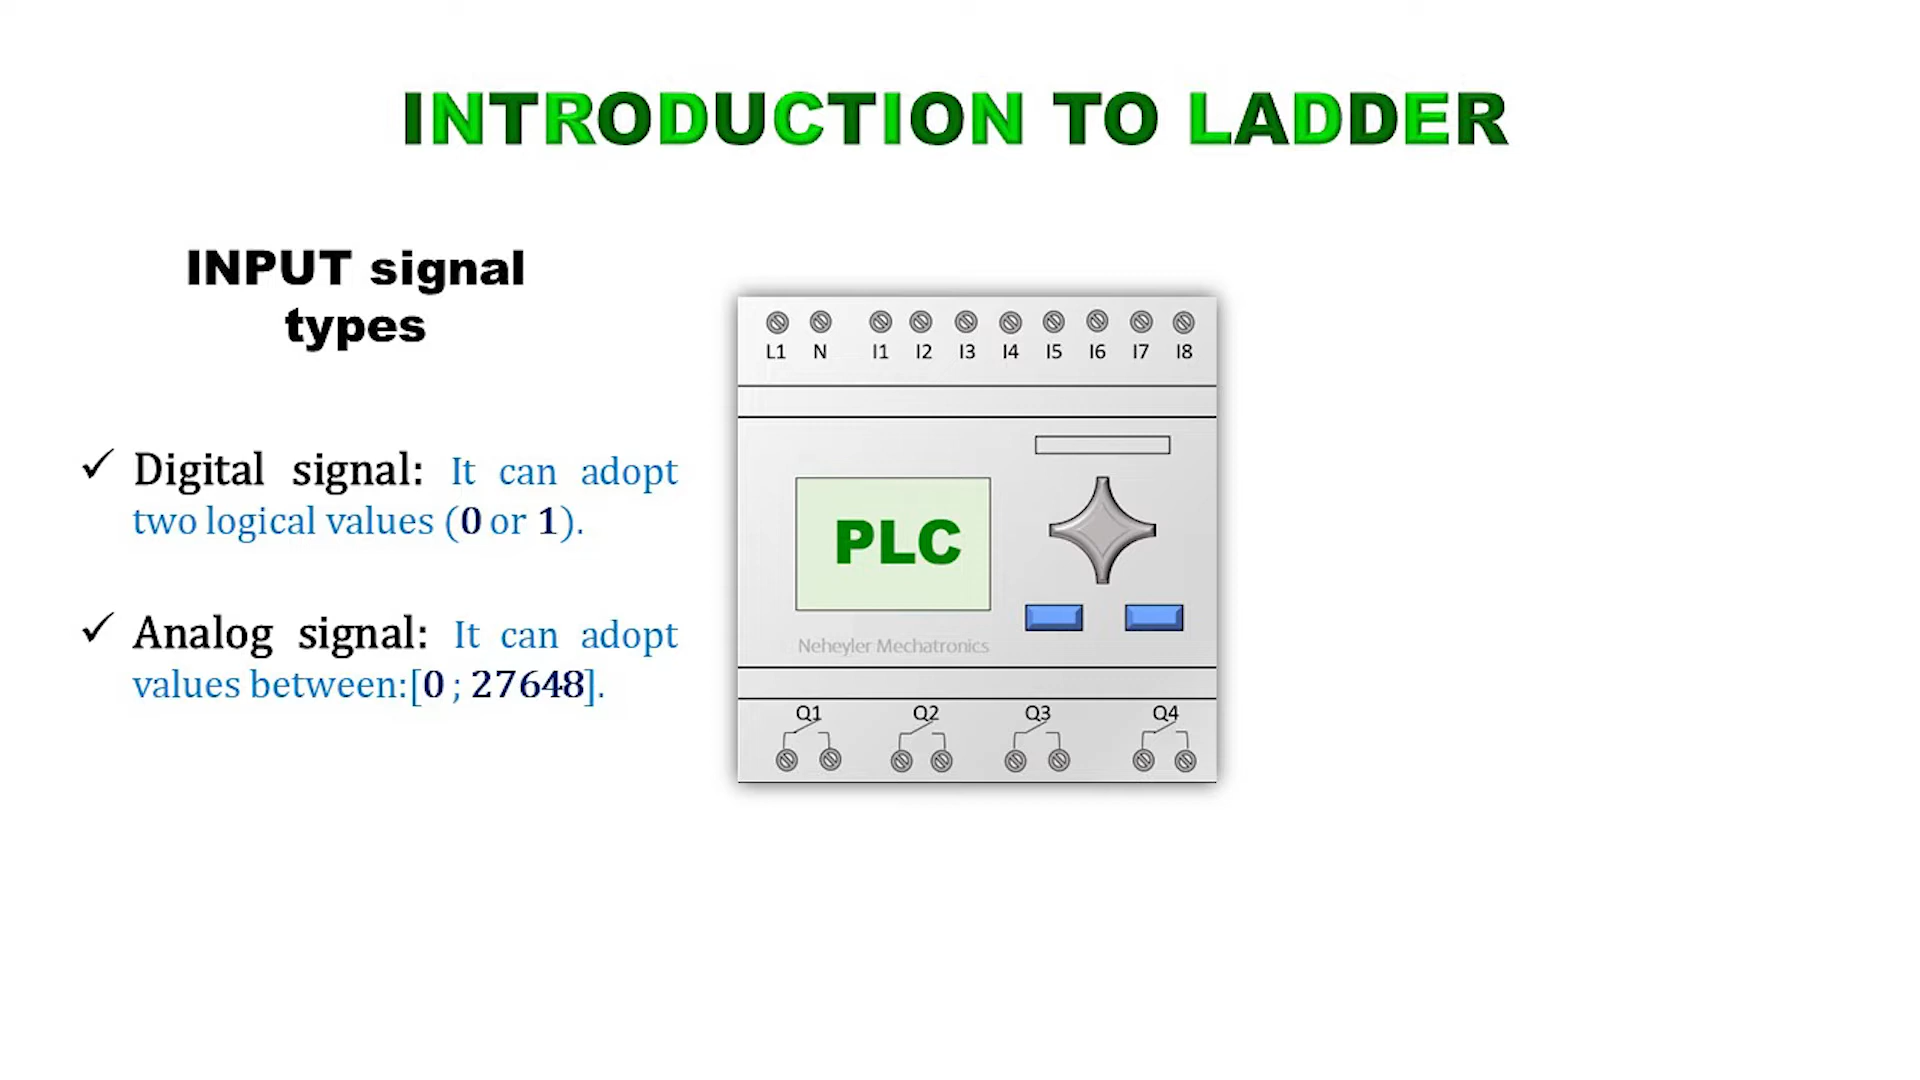 INTRODUCTION TO LADDER
INPUT signal
types
✓ Digital signal: It can adopt
two logical values (0 or 1).
✓ Analog signal: It can adopt
values between:[0 ; 27648].
L1 N I1 I2 I3 I4 I5 I6 I7 I8
PLC
Neheyler Mechatronics
Q1 Q2 Q3 Q4